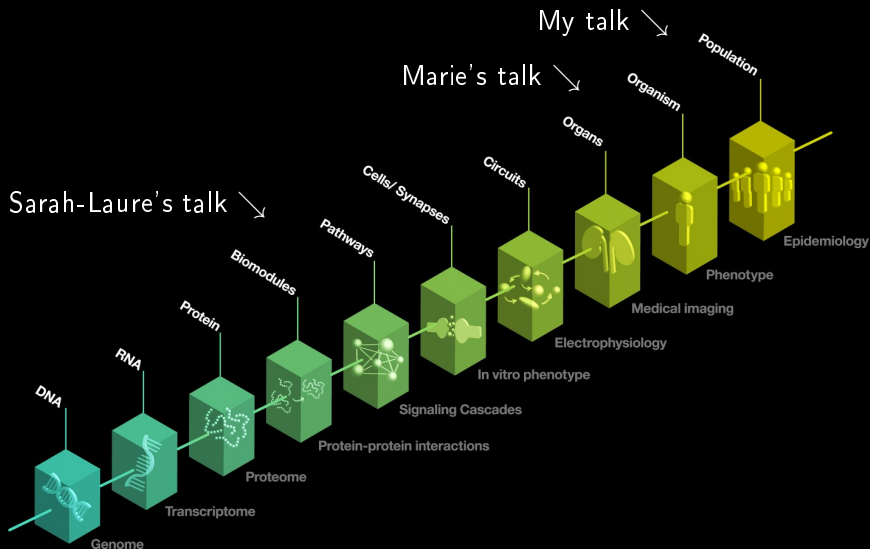 My talk ↘
Marie's talk ↘
Sarah-Laure's talk ↘
DNA
RNA
Protein
Biomodules
Pathways
Cells/ Synapses
Circuits
Organs
Organism
Population
Genome
Transcriptome
Proteome
Protein-protein interactions
Signaling Cascades
In vitro phenotype
Electrophysiology
Medical imaging
Phenotype
Epidemiology